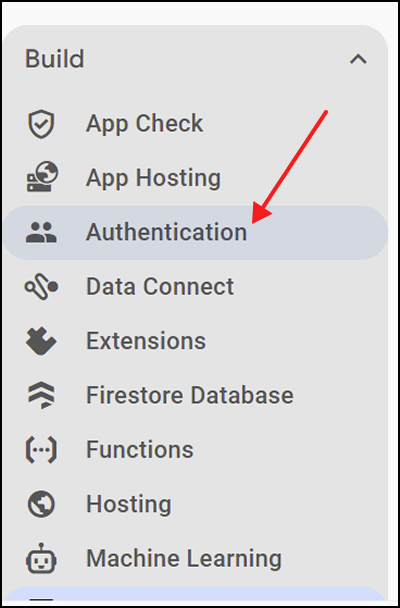 Build
App Check
App Hosting
Authentication
Data Connect
Extensions
Firestore Database
Functions
Hosting
Machine Learning